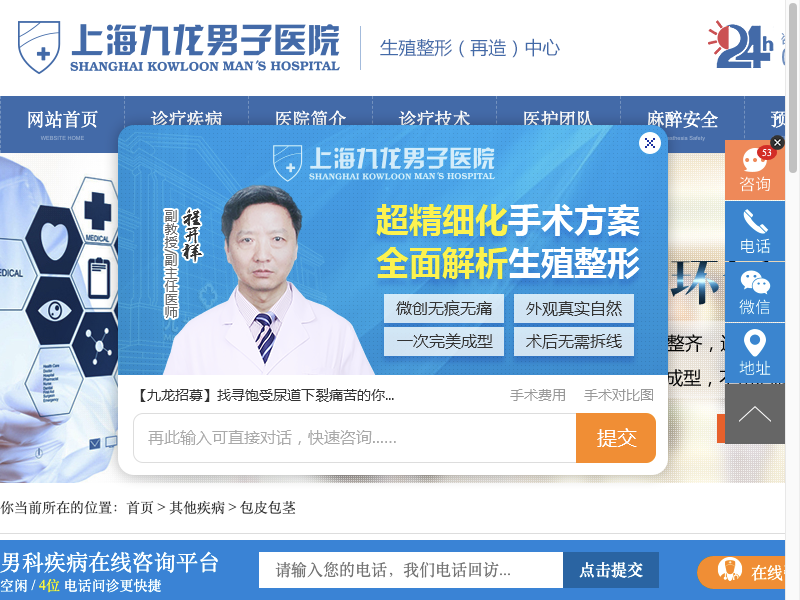 上海九龙男子医院
SHANGHAI KOWLOON MAN'S HOSPITAL
生殖整形（再造）中心
24h
网站首页 诊疗疾病 医院简介 诊疗技术 医护团队 麻醉安全
WEBSITE HOME
53
咨询
电话
微信
上海九龙男子医院
SHANGHAI KOWLOON MAN'S HOSPITAL
程开祥
副教授/副主任医师
超精细化手术方案
全面解析生殖整形
微创无痕无痛 外观真实自然
一次完美成型 术后无需拆线
MEDICAL
环
整齐，
成型，
地址
【九龙招募】找寻饱受尿道下裂痛苦的你... 手术费用 手术对比图
再此输入可直接对话，快速咨询...... 提交
你当前所在的位置：首页 > 其他疾病 > 包皮包茎
男科疾病在线咨询平台
空闲 / 4位 电话问诊更快捷
请输入您的电话，我们电话回访... 点击提交
在线